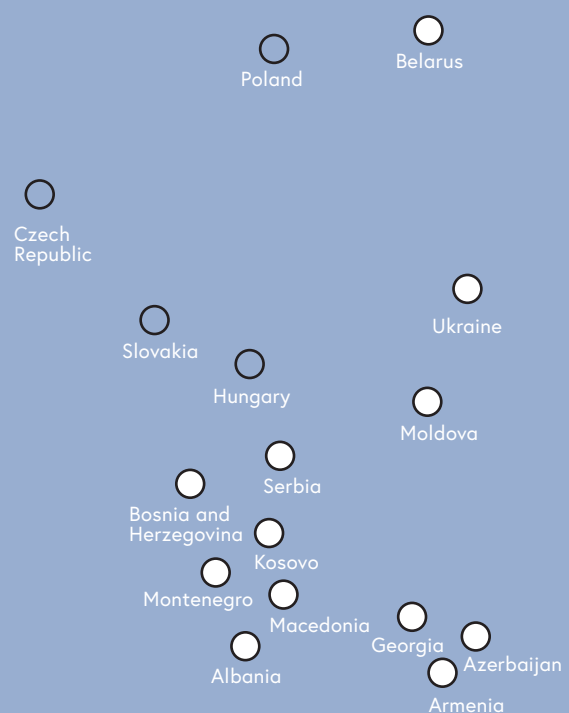 Belarus
Poland
Czech
Republic
Ukraine
Slovakia
Hungary
Moldova
Serbia
Bosnia and
Herzegovina
Kosovo
Montenegro
Macedonia
Georgia
Azerbaijan
Albania
Armenia